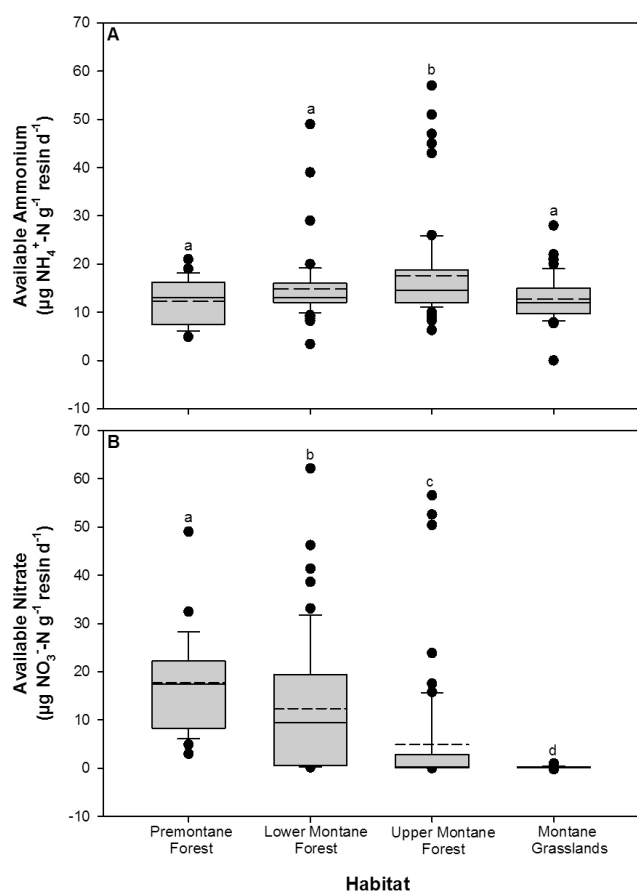 A
Available Ammonium
(µg NH₄⁺-N g⁻¹ resin d⁻¹)
70
60
50
40
30
20
10
0
-10
a
a
b
a
B
Available Nitrate
(µg NO₃⁻-N g⁻¹ resin d⁻¹)
70
60
50
40
30
20
10
0
-10
a
b
c
d
Premontane Forest
Lower Montane Forest
Upper Montane Forest
Montane Grasslands
Habitat